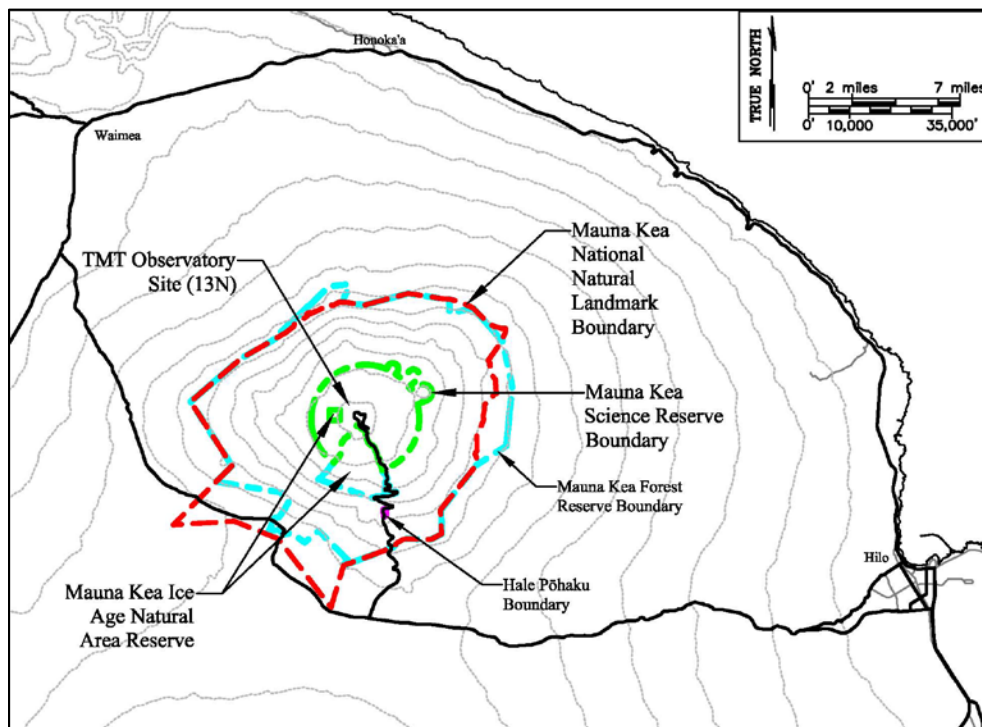 Honoka'a
TRUE NORTH
0' 2 miles 7 miles
0' 10,000 35,000'
Waimea
Mauna Kea
National
Natural
Landmark
Boundary
TMT Observatory
Site (13N)
Mauna Kea
Science Reserve
Boundary
Mauna Kea Forest
Reserve Boundary
Hilo
Hale Pōhaku
Boundary
Mauna Kea Ice
Age Natural
Area Reserve